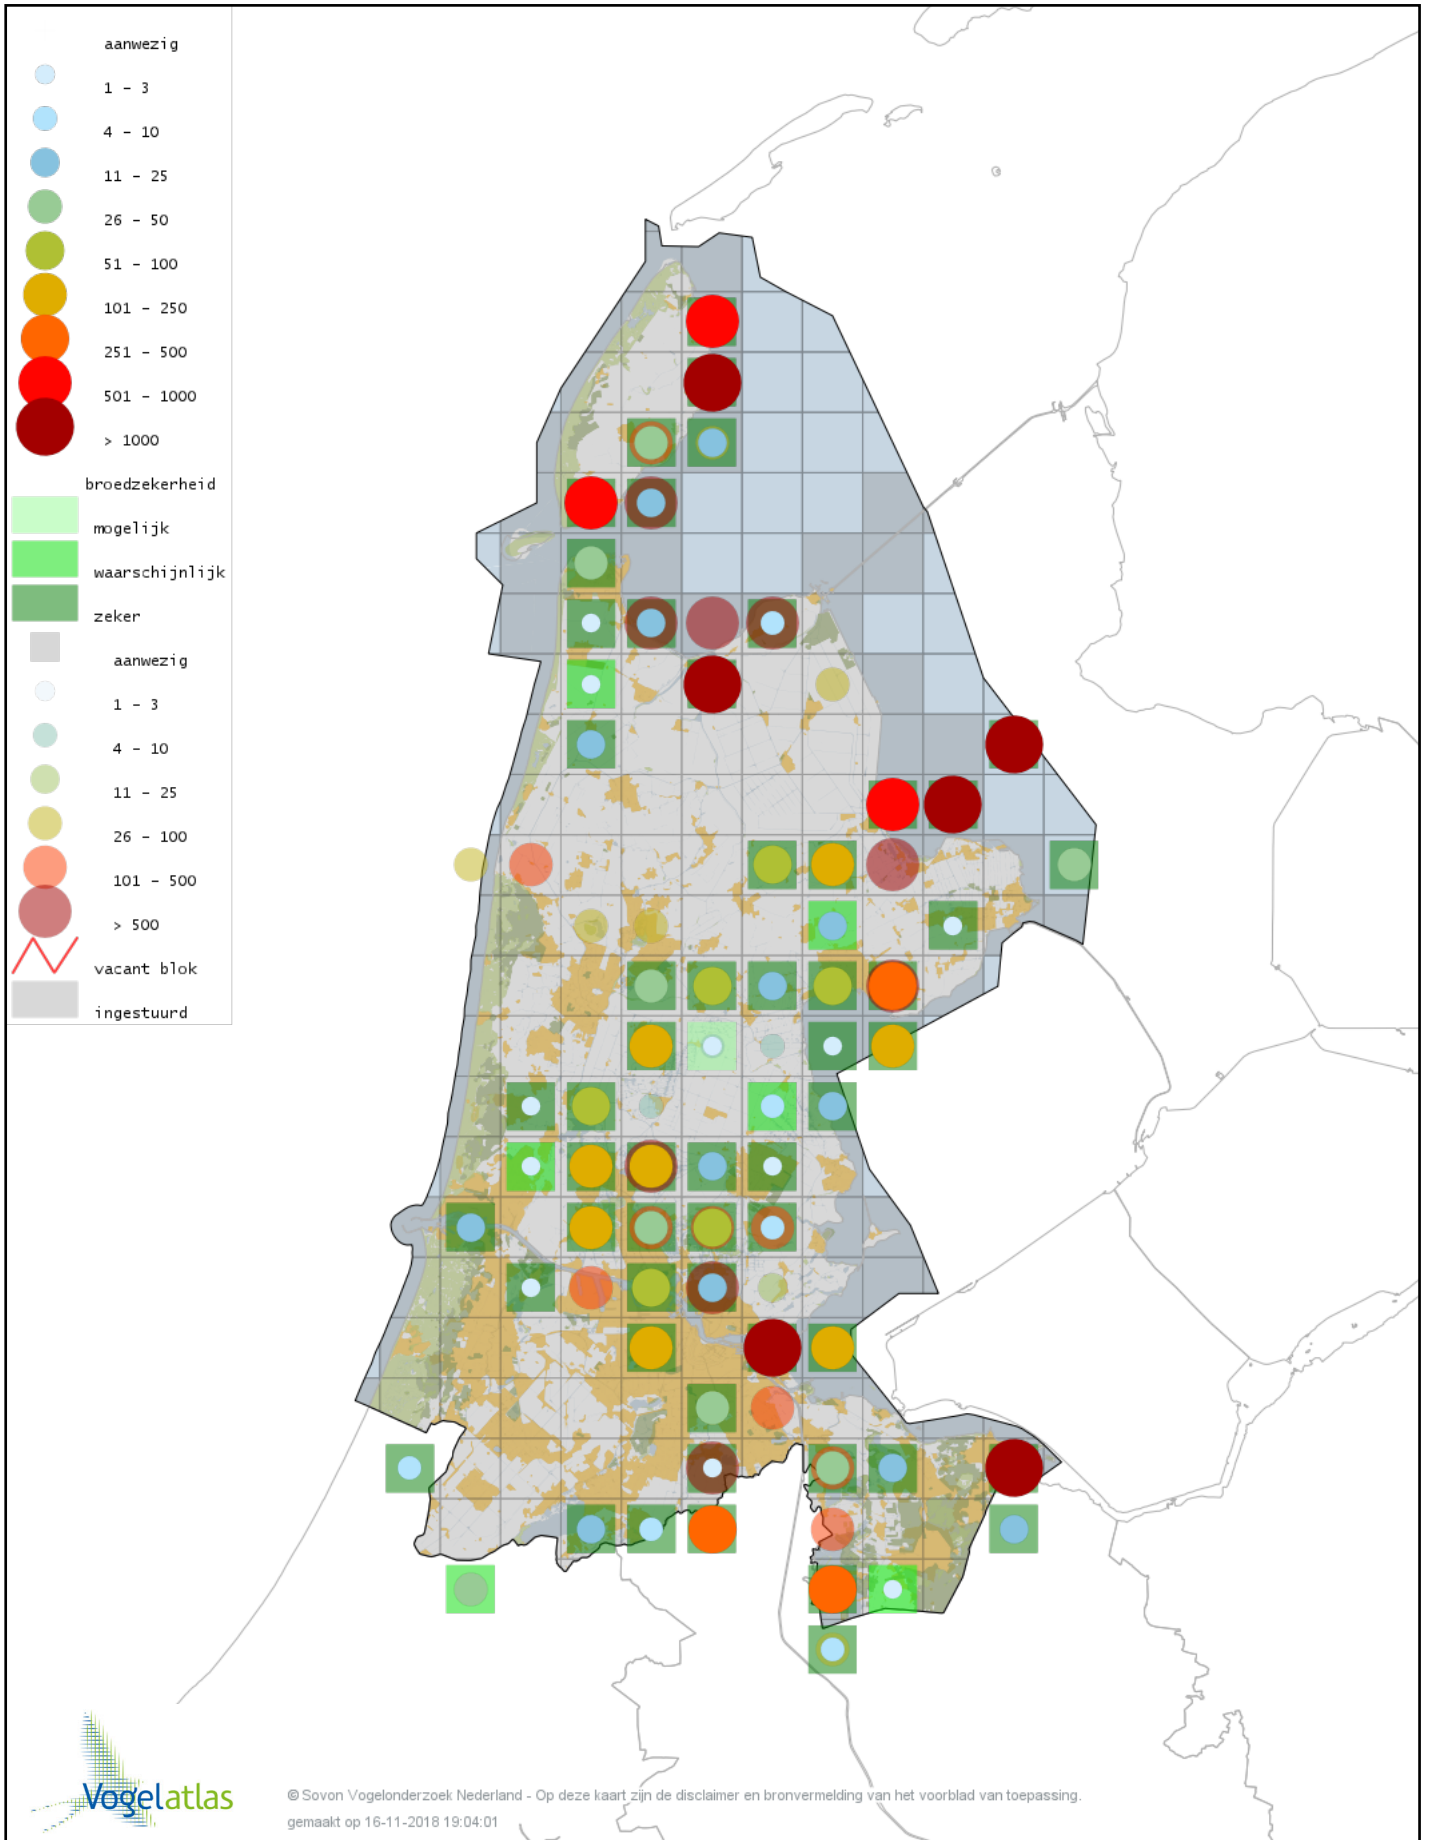 aanwezig
1 - 3
4 - 10
11 - 25
26 - 50
51 - 100
101 - 250
251 - 500
501 - 1000
> 1000
broedzekerheid
mogelijk
waarschijnlijk
zeker
aanwezig
1 - 3
4 - 10
11 - 25
26 - 100
101 - 500
> 500
vacant blok
ingestuurd
Vogelatlas
© Sovon Vogelonderzoek Nederland - Op deze kaart zijn de disclaimer en bronvermelding van het voorblad van toepassing.
gemaakt op 16-11-2018 19:04:01